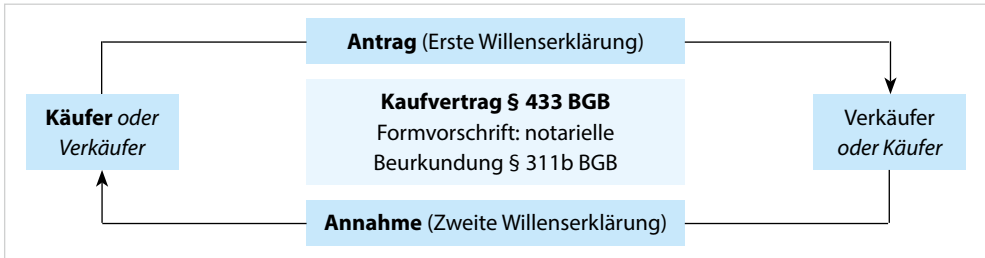 Antrag (Erste Willenserklärung)
Käufer oder
Verkäufer
Kaufvertrag § 433 BGB
Formvorschrift: notarielle
Beurkundung § 311b BGB
Verkäufer
oder Käufer
Annahme (Zweite Willenserklärung)